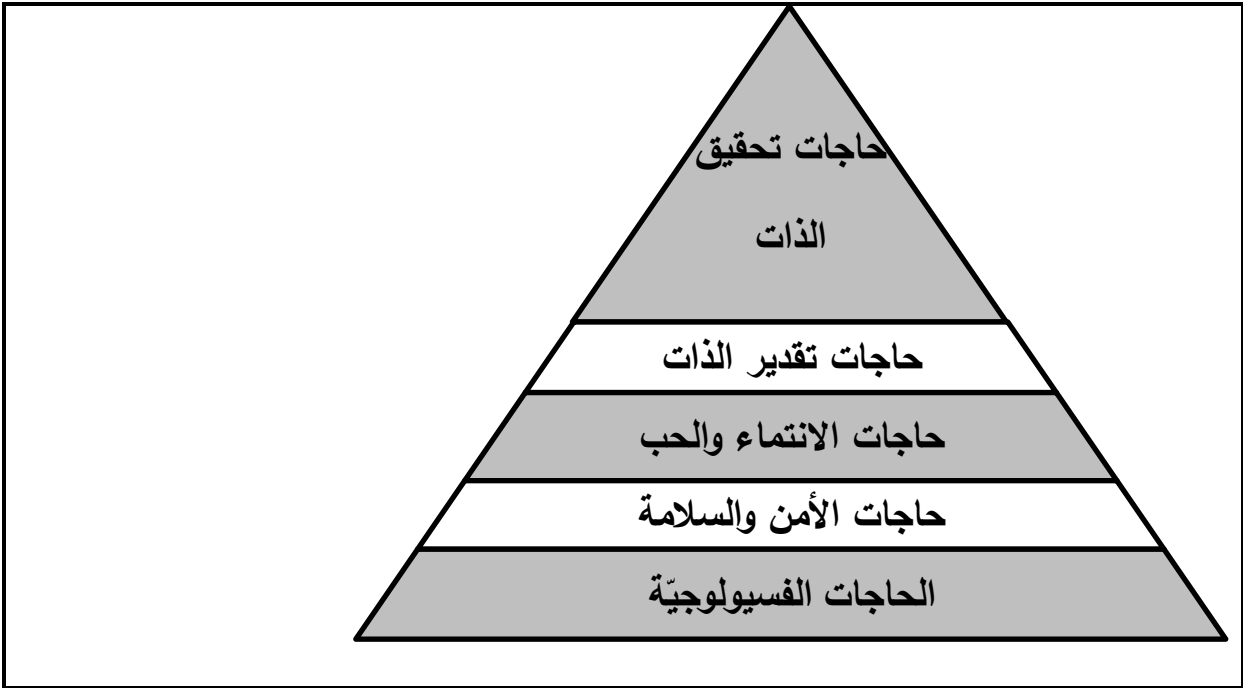 حاجات تحقيق
الذات
حاجات تقدير الذات
حاجات الانتماء والحب
حاجات الأمن والسلامة
الحاجات الفسيولوجيّة